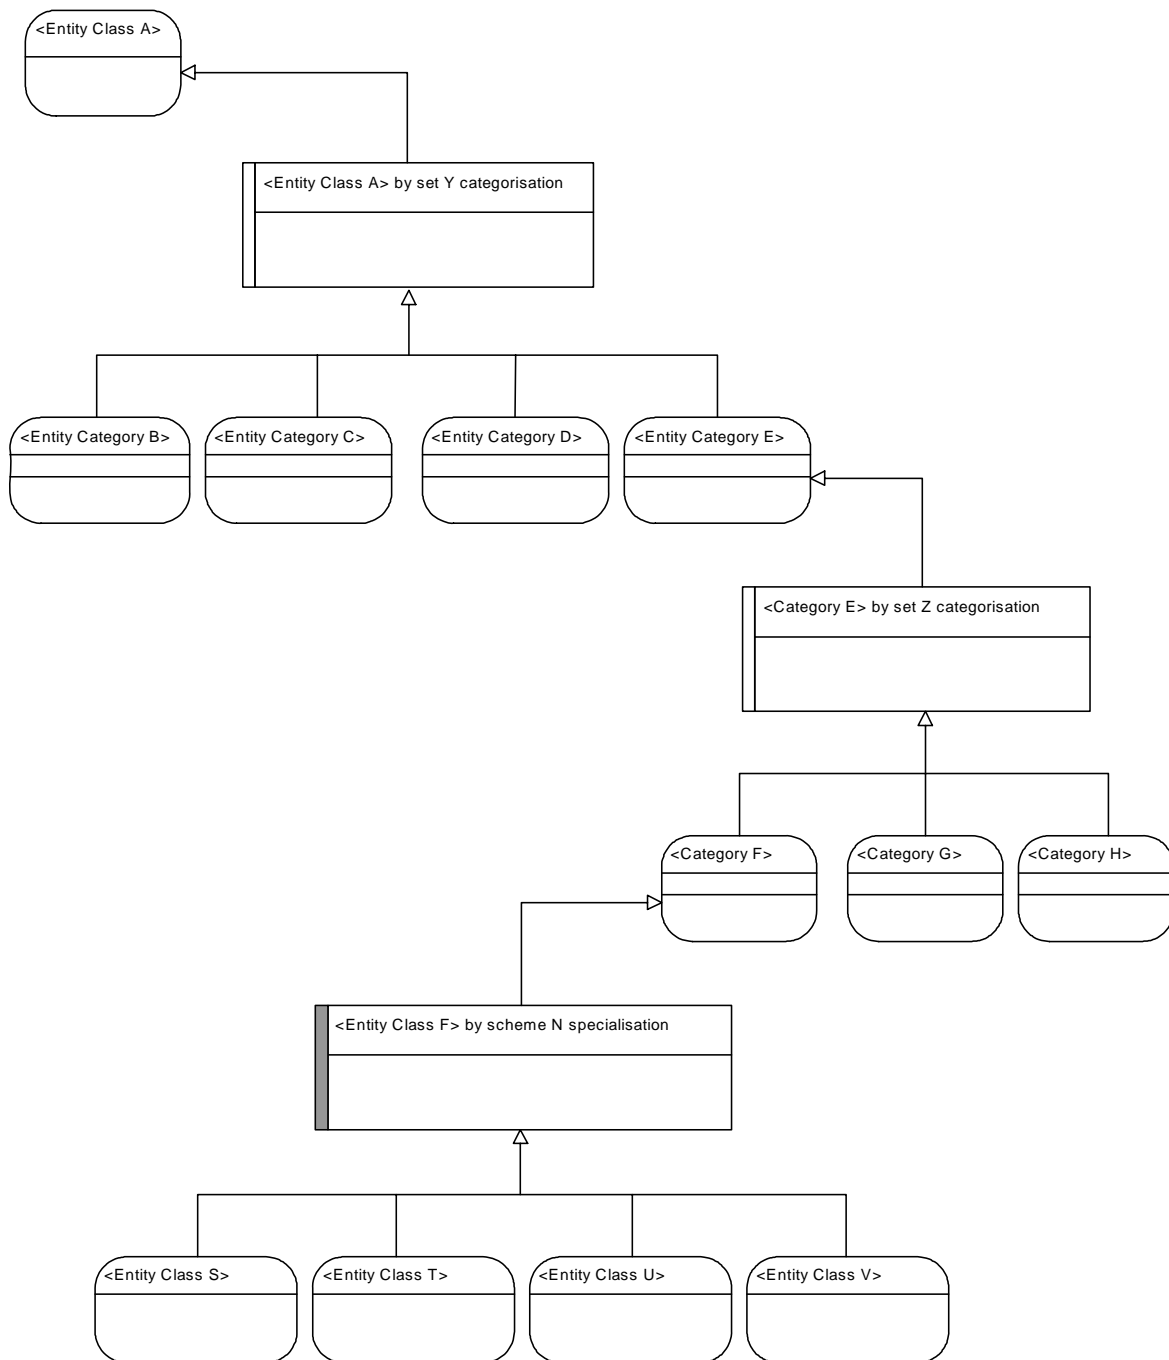 <Entity Class A>
<Entity Class A> by set Y categorisation
<Entity Category B>
<Entity Category C>
<Entity Category D>
<Entity Category E>
<Category E> by set Z categorisation
<Category F>
<Category G>
<Category H>
<Entity Class F> by scheme N specialisation
<Entity Class S>
<Entity Class T>
<Entity Class U>
<Entity Class V>